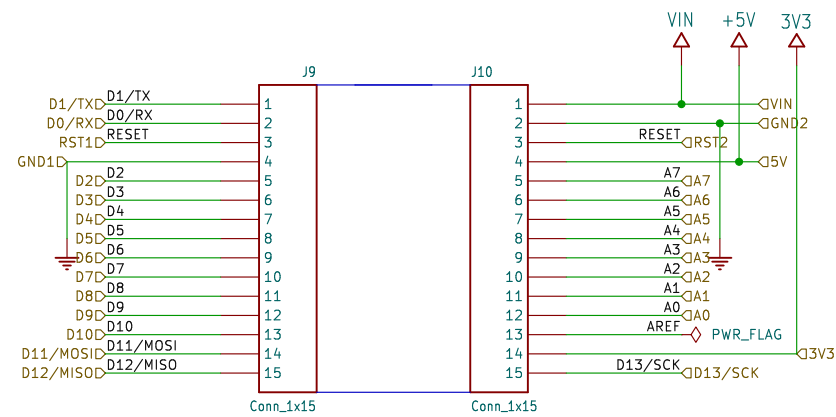 VIN +5V 3V3
J9 J10
D1/TX D1/TX 1 1 VIN
D0/RX D0/RX 2 2 GND2
RST1 RESET 3 3 RESET RST2
GND1 4 4 5V
D2 D2 5 5 A7 A7
D3 D3 6 6 A6 A6
D4 D4 7 7 A5 A5
D5 D5 8 8 A4 A4
D6 D6 9 9 A3 A3
D7 D7 10 10 A2 A2
D8 D8 11 11 A1 A1
D9 D9 12 12 A0 A0
D10 D10 13 13 AREF PWR_FLAG
D11/MOSI D11/MOSI 14 14 3V3
D12/MISO D12/MISO 15 15 D13/SCK D13/SCK
Conn_1x15 Conn_1x15